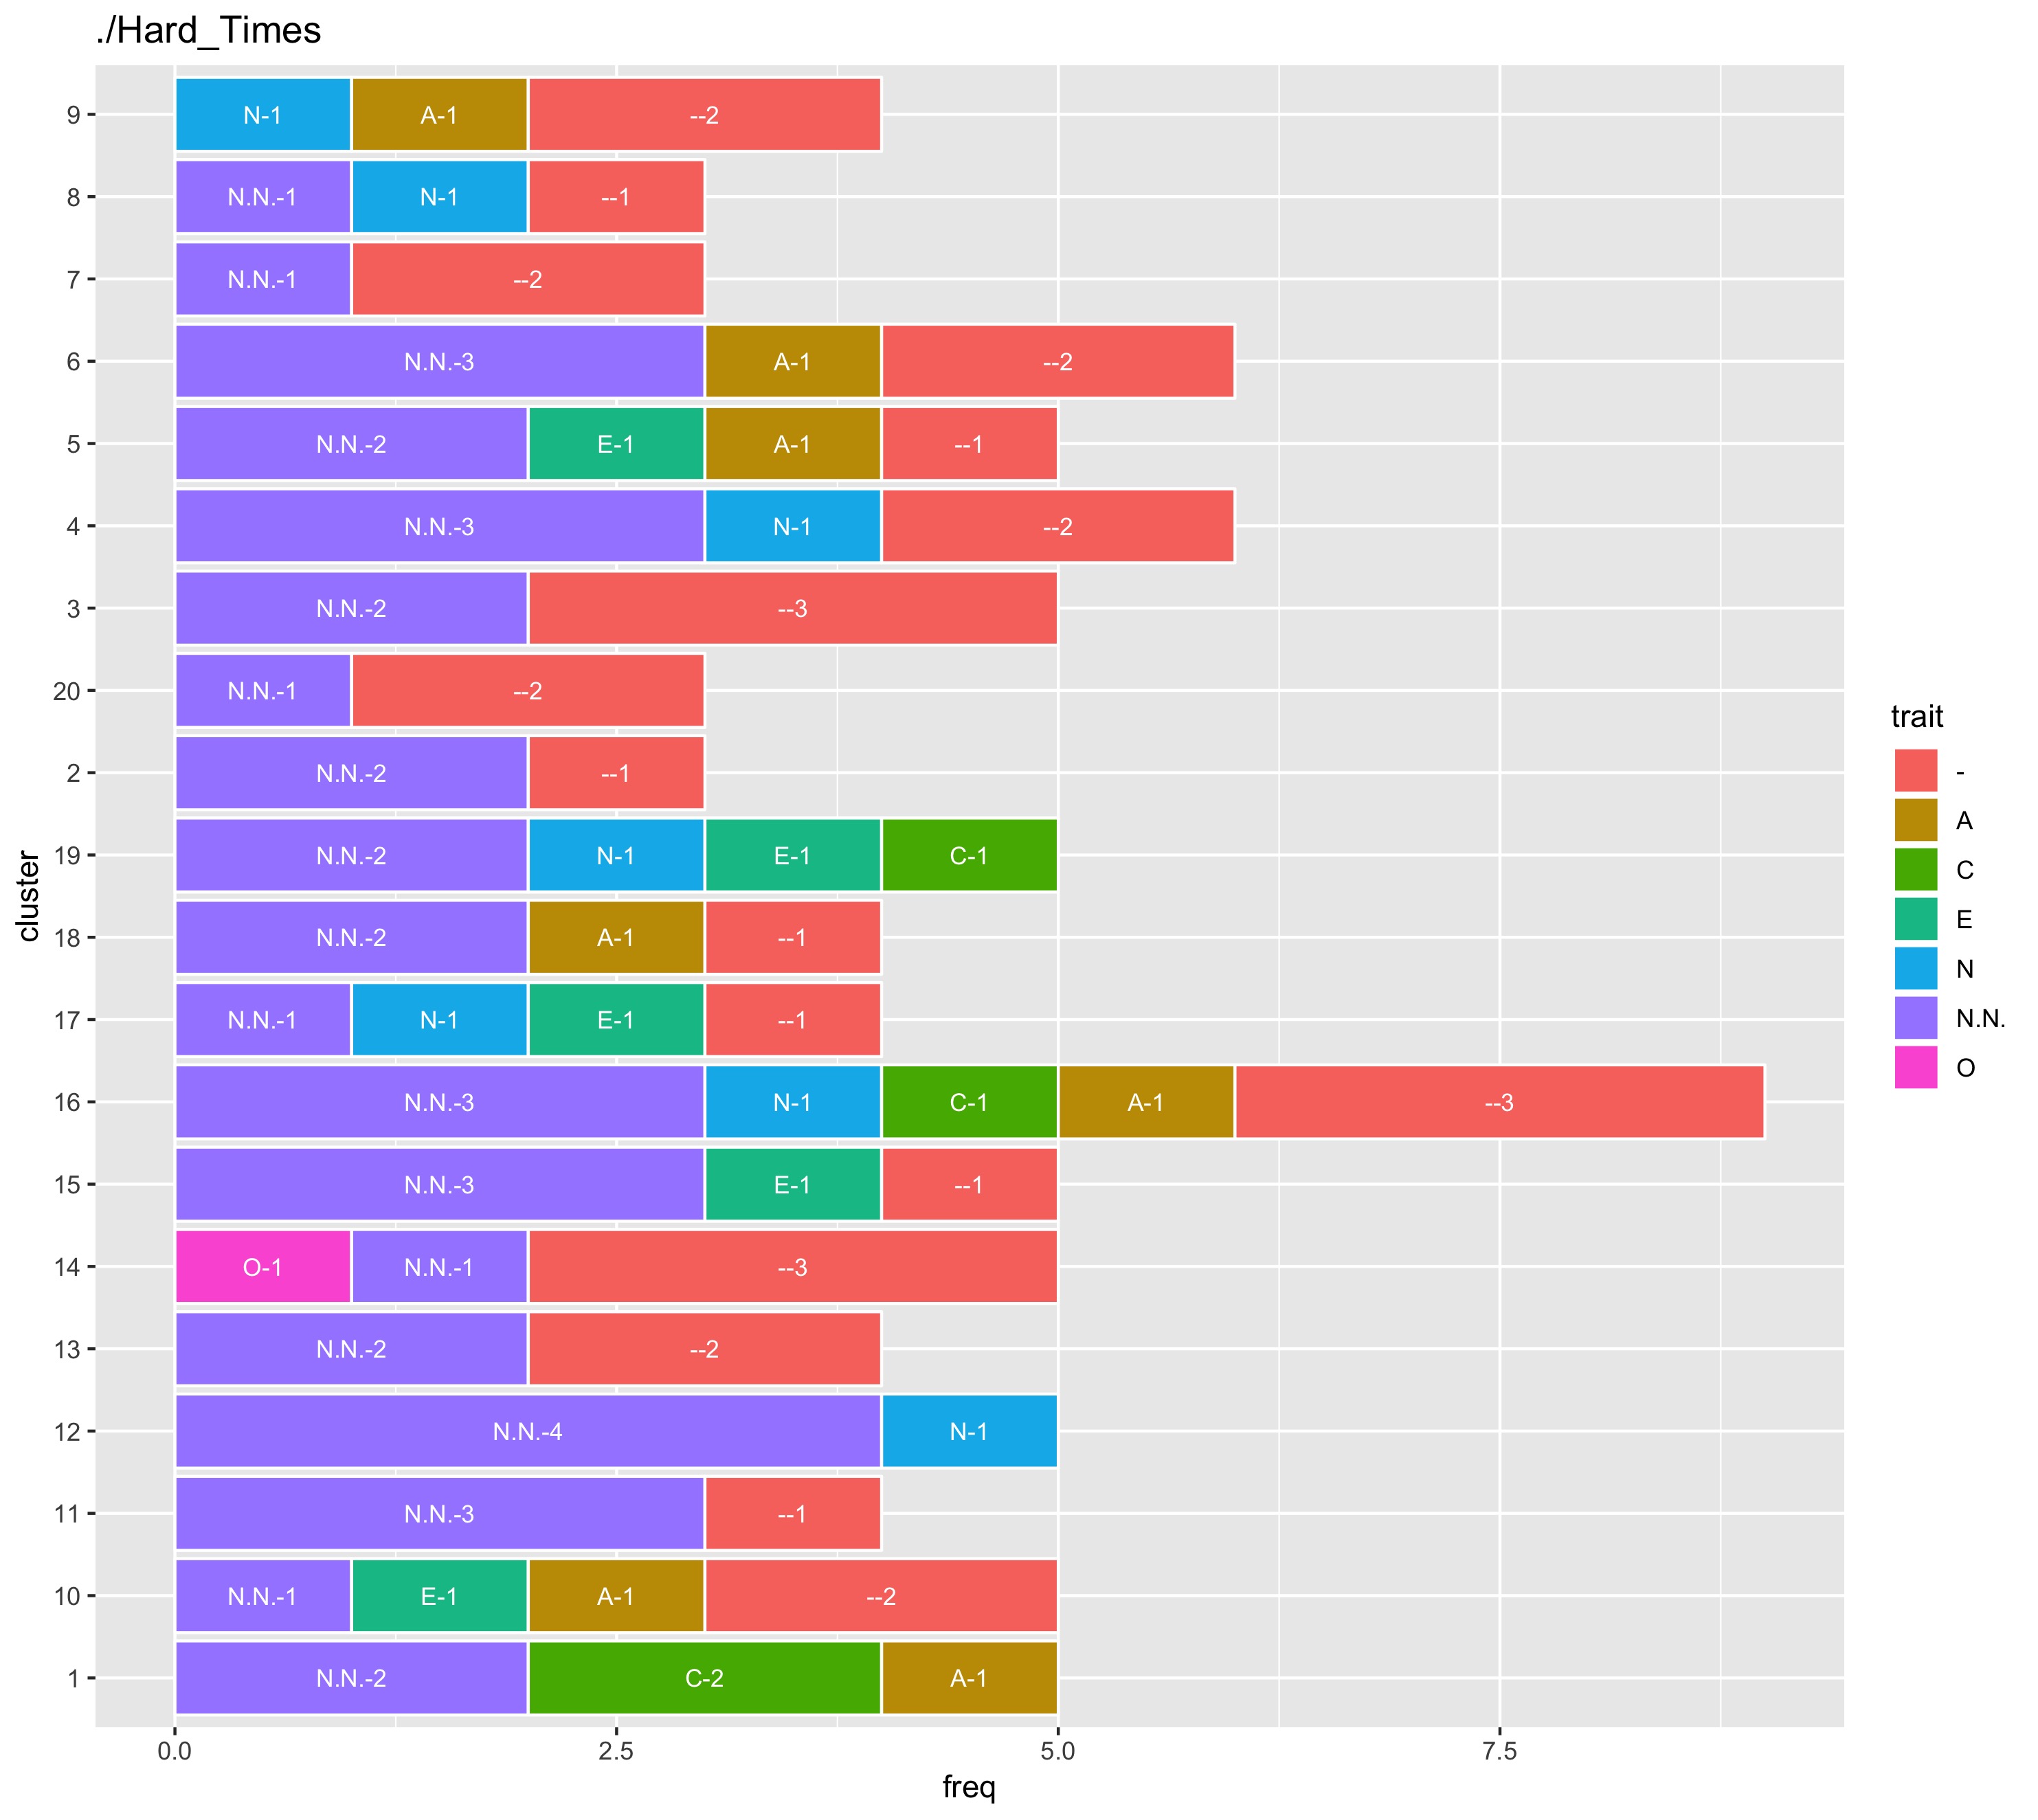 ./Hard_Times
9 N-1 A-1 --2
8 N.N.-1 N-1 --1
7 N.N.-1 --2
6 N.N.-3 A-1 --2
5 N.N.-2 E-1 A-1 --1
4 N.N.-3 N-1 --2
3 N.N.-2 --3
20 N.N.-1 --2
2 N.N.-2 --1
19 N.N.-2 N-1 E-1 C-1
18 N.N.-2 A-1 --1
17 N.N.-1 N-1 E-1 --1
16 N.N.-3 N-1 C-1 A-1 --3
15 N.N.-3 E-1 --1
14 O-1 N.N.-1 --3
13 N.N.-2 --2
12 N.N.-4 N-1
11 N.N.-3 --1
10 N.N.-1 E-1 A-1 --2
1 N.N.-2 C-2 A-1
0.0 2.5 5.0 7.5
freq
cluster
trait
-
A
C
E
N
N.N.
O